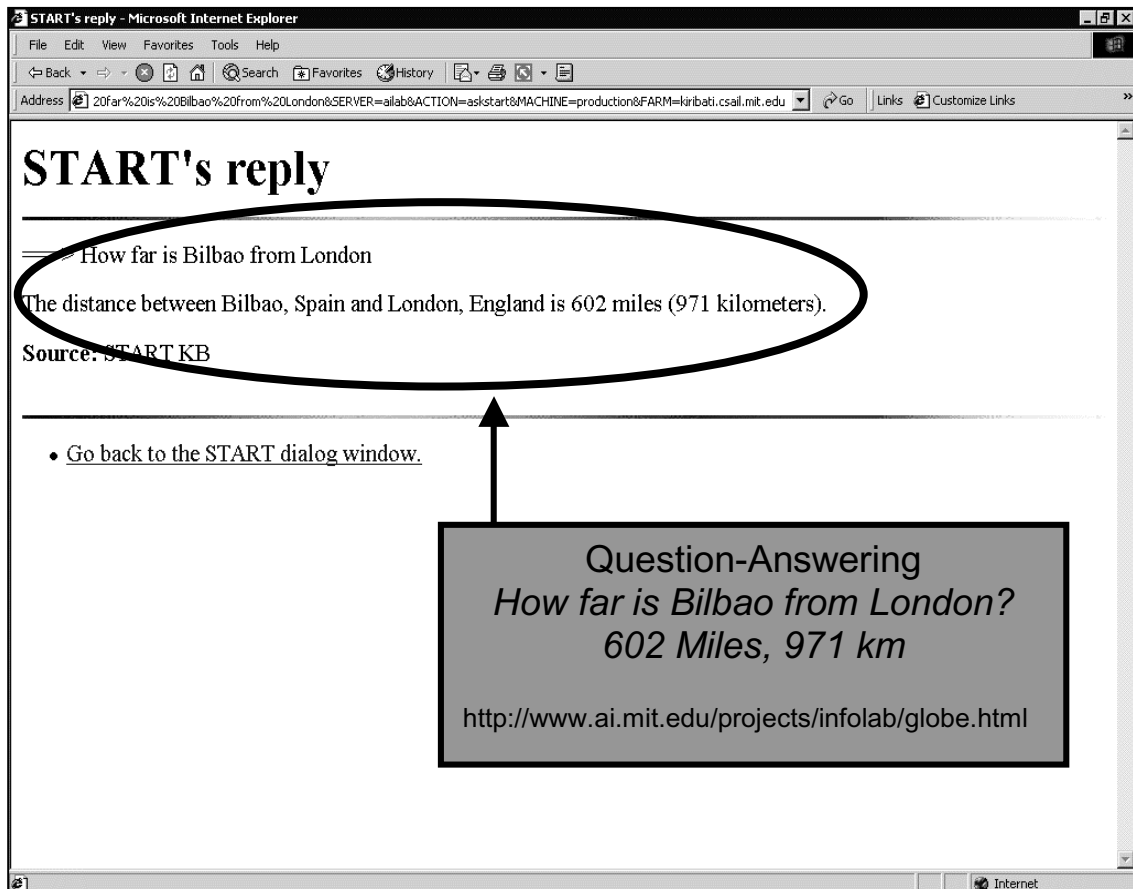 START's reply - Microsoft Internet Explorer
File Edit View Favorites Tools Help
Back Search Favorites History
Address 20far%20is%20Bilbao%20from%20London&SERVER=ailab&ACTION=askstart&MACHINE=production&FARM=kiribati.csail.mit.edu Go Links Customize Links »
START's reply
===> How far is Bilbao from London
The distance between Bilbao, Spain and London, England is 602 miles (971 kilometers).
Source: START KB
• Go back to the START dialog window.
Question-Answering
How far is Bilbao from London?
602 Miles, 971 km
http://www.ai.mit.edu/projects/infolab/globe.html
Internet